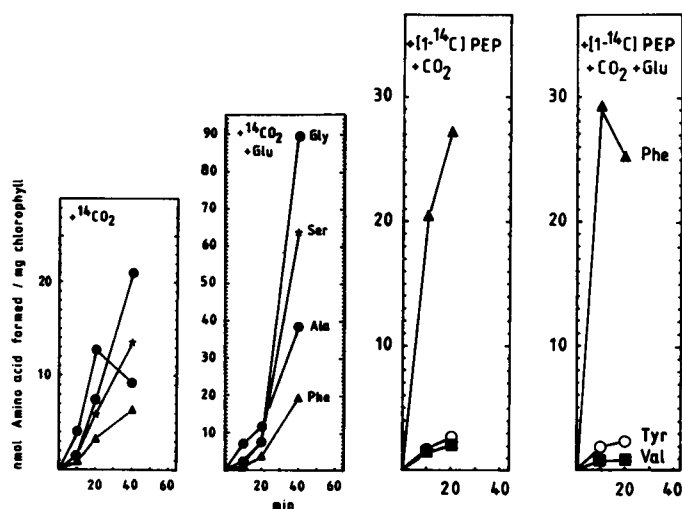 nmol Amino acid formed / mg chlorophyll
+ ¹⁴CO₂
20
10
20 40 60
+ ¹⁴CO₂
+Glu
90
80
70
60
50
40
30
20
10
Gly
Ser
Ala
Phe
20 40 60
min
+[1-¹⁴C] PEP
+CO₂
30
20
10
20 40
+[1-¹⁴C] PEP
+CO₂ +Glu
30
20
10
Phe
Tyr
Val
20 40